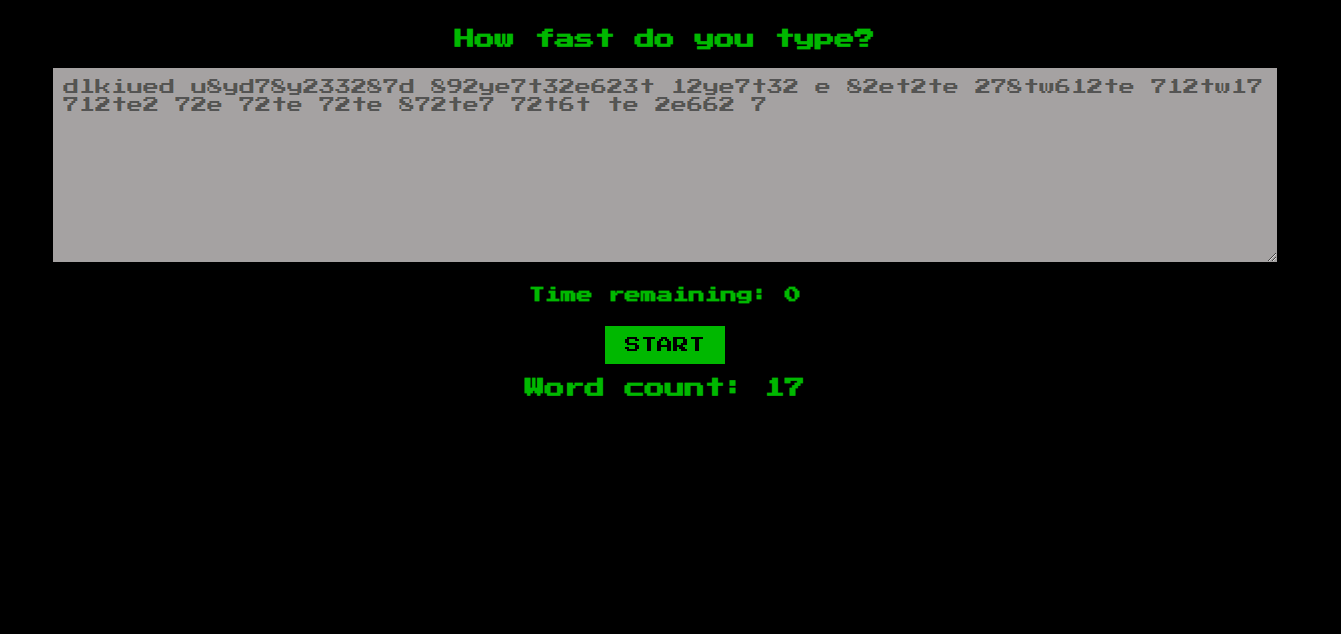 How fast do you type?
dlkiued u8yd78y233287d 892ye7t32e623t 12ye7t32 e 82et2te 278tw612te 712tw17
712te2 72e 72te 72te 872te7 72t6t te 2e662 7
Time remaining: 0
START
Word count: 17